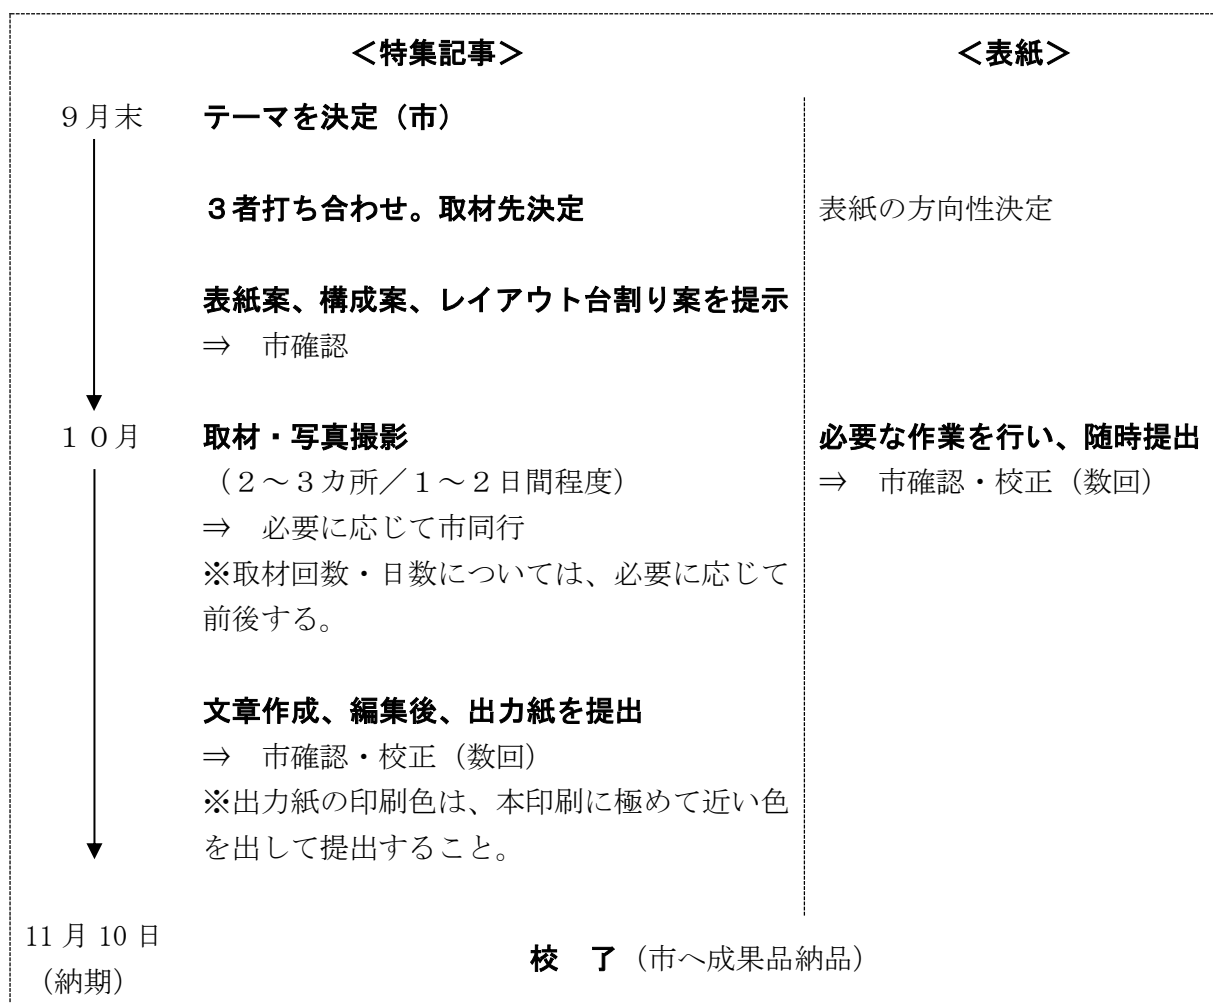 ＜特集記事＞ ＜表紙＞
９月末 テーマを決定（市）
３者打ち合わせ。取材先決定 表紙の方向性決定
表紙案、構成案、レイアウト台割り案を提示
⇒　市確認
１０月 取材・写真撮影 必要な作業を行い、随時提出
（２～３カ所／１～２日間程度） ⇒　市確認・校正（数回）
⇒　必要に応じて市同行
※取材回数・日数については、必要に応じて
前後する。
文章作成、編集後、出力紙を提出
⇒　市確認・校正（数回）
※出力紙の印刷色は、本印刷に極めて近い色
を出して提出すること。
11 月 10 日
校　了（市へ成果品納品）
（納期）